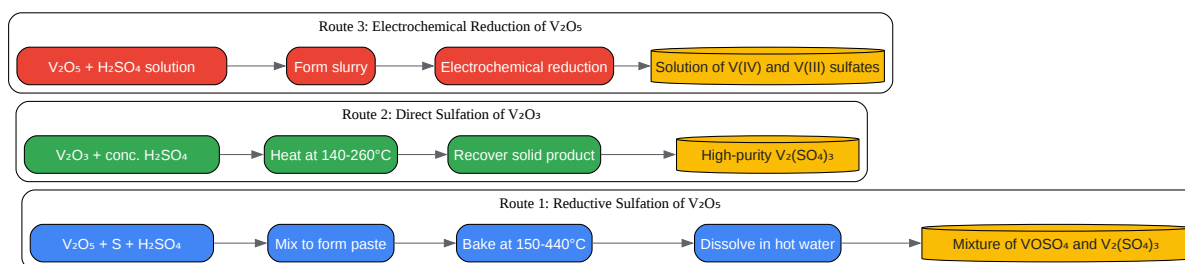 Route 3: Electrochemical Reduction of V₂O₅
V₂O₅ + H₂SO₄ solution
Form slurry
Electrochemical reduction
Solution of V(IV) and V(III) sulfates
Route 2: Direct Sulfation of V₂O₃
V₂O₃ + conc. H₂SO₄
Heat at 140-260°C
Recover solid product
High-purity V₂(SO₄)₃
Route 1: Reductive Sulfation of V₂O₅
V₂O₅ + S + H₂SO₄
Mix to form paste
Bake at 150-440°C
Dissolve in hot water
Mixture of VOSO₄ and V₂(SO₄)₃